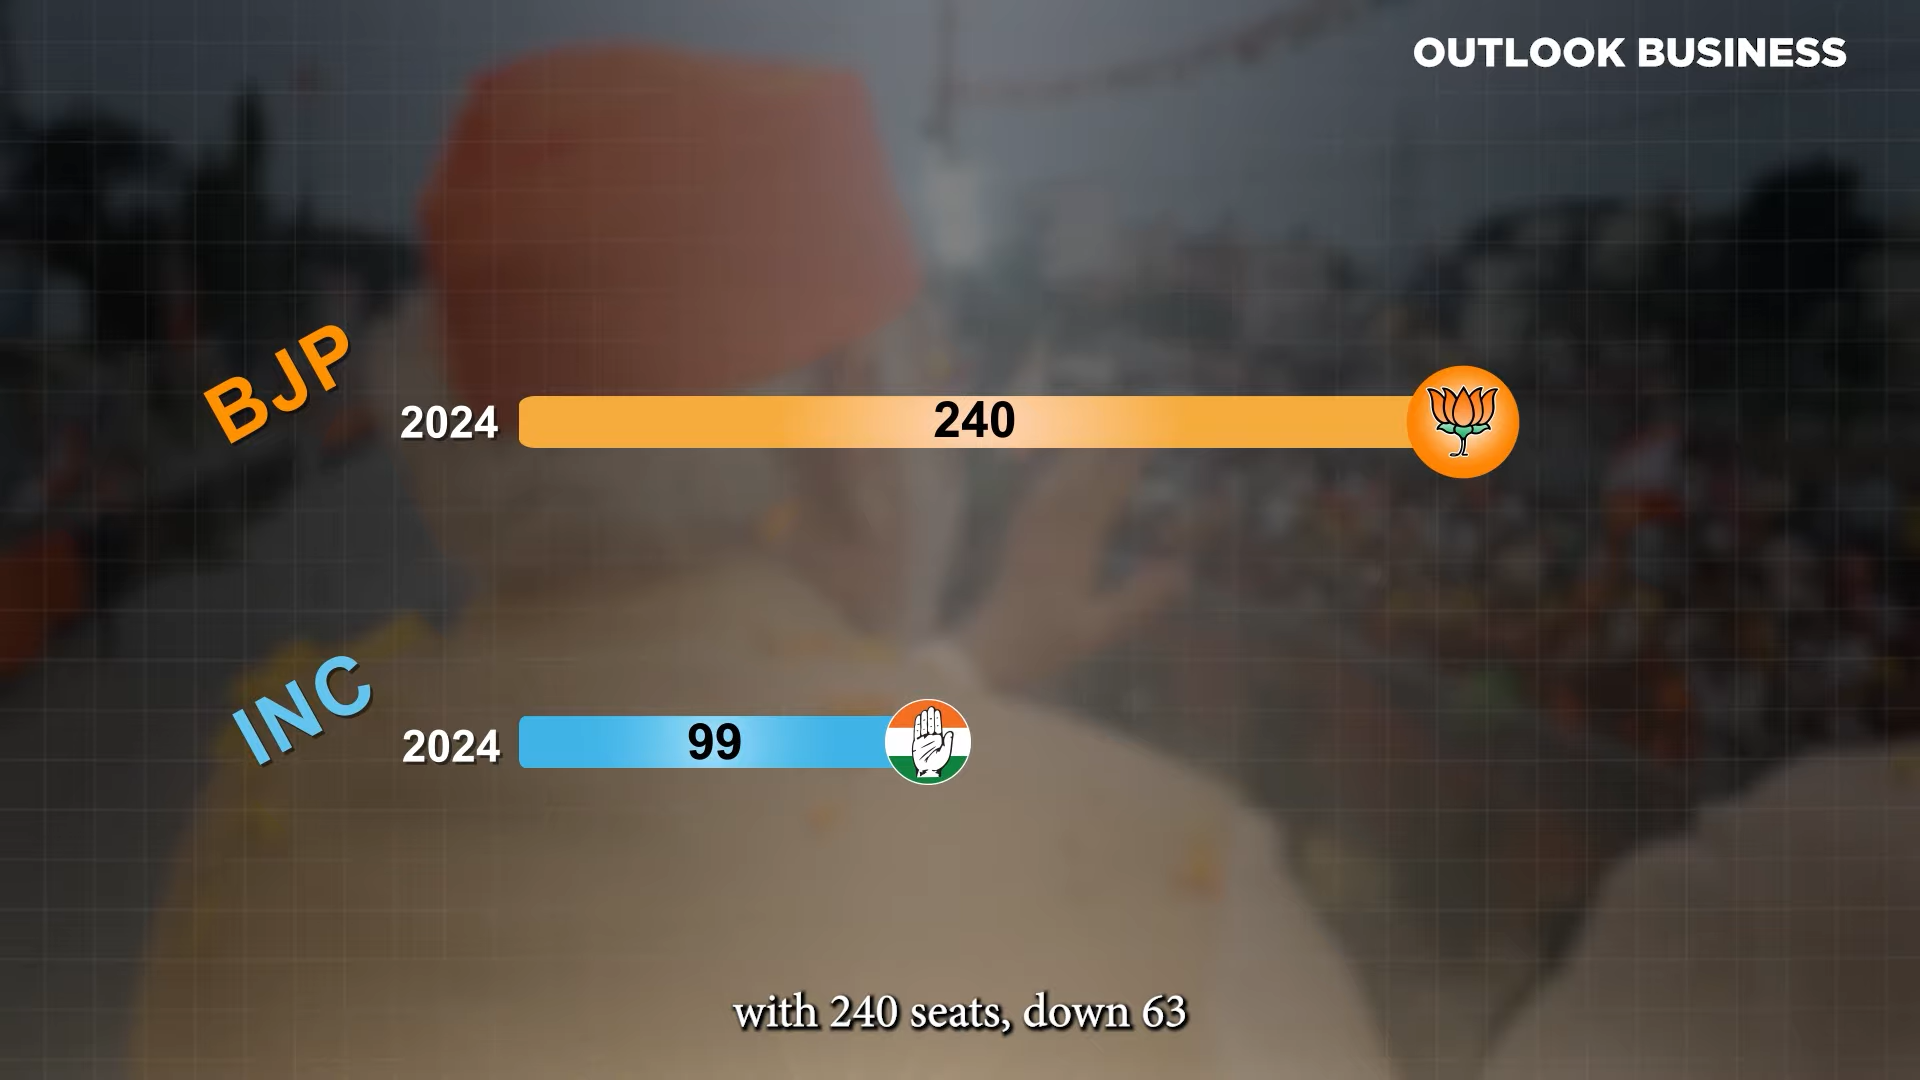 OUTLOOK BUSINESS
BJP
2024 240
INC
2024 99
with 240 seats, down 63